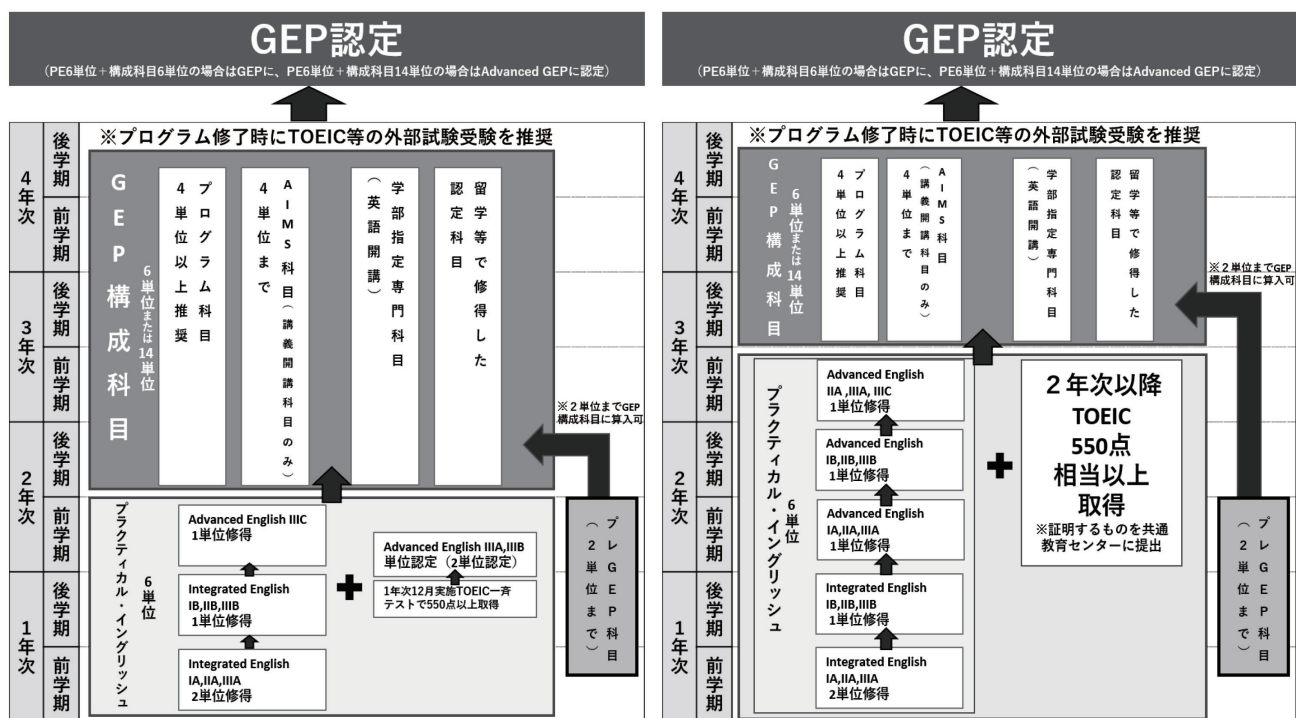 GEP認定
(PE6単位＋構成科目6単位の場合はGEPに、PE6単位＋構成科目14単位の場合はAdvanced GEPに認定)
※プログラム修了時にTOEIC等の外部試験受験を推奨
4年次
後学期
前学期
3年次
後学期
前学期
2年次
後学期
前学期
1年次
後学期
前学期
GEP構成科目
6単位または14単位
プログラム科目
4単位以上推奨
AIMS科目(講義開講科目のみ)
4単位まで
学部指定専門科目
(英語開講)
留学等で修得した
認定科目
※２単位までGEP
構成科目に算入可
プラクティカル・イングリッシュ
6単位
Advanced English IIIC
1単位修得
Integrated English
IB,IIB,IIIB
1単位修得
Integrated English
IA,IIA,IIIA
2単位修得
+
Advanced English IIIA,IIIB
単位認定（2単位認定）
1年次12月実施TOEIC一斉
テストで550点以上取得
プレGEP科目
(2単位まで)
GEP認定
(PE6単位＋構成科目6単位の場合はGEPに、PE6単位＋構成科目14単位の場合はAdvanced GEPに認定)
※プログラム修了時にTOEIC等の外部試験受験を推奨
4年次
後学期
前学期
3年次
後学期
前学期
2年次
後学期
前学期
1年次
後学期
前学期
GEP構成科目
6単位または14単位
プログラム科目
4単位以上推奨
AIMS科目
(講義開講科目のみ)
4単位まで
学部指定専門科目
(英語開講)
留学等で修得した
認定科目
※２単位までGEP
構成科目に算入可
プラクティカル・イングリッシュ
6単位
Advanced English
IIA ,IIIA, IIIC
1単位修得
Advanced English
IB,IIB,IIIB
1単位修得
Advanced English
IA,IIA,IIIA
1単位修得
Integrated English
IB,IIB,IIIB
1単位修得
Integrated English
IA,IIA,IIIA
2単位修得
+
２年次以降
TOEIC
550点
相当以上
取得
※証明するものを共通
教育センターに提出
プレGEP科目
(2単位まで)